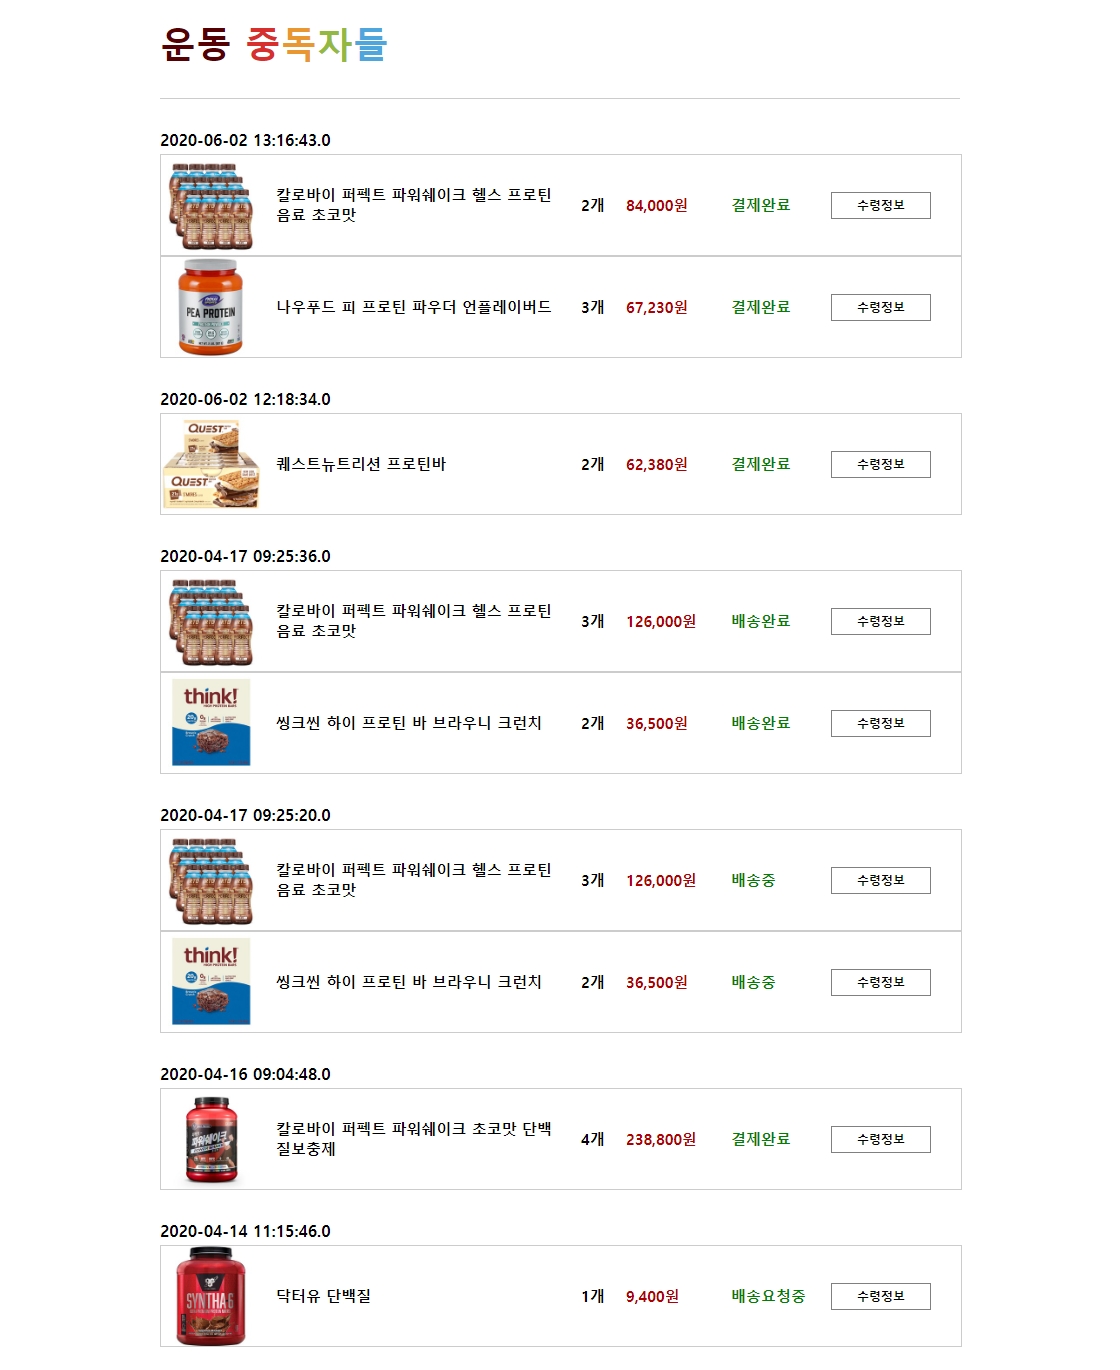 운동 중독자들
2020-06-02 13:16:43.0
칼로바이 퍼펙트 파워쉐이크 헬스 프로틴
음료 초코맛
2개 84,000원 결제완료 수령정보
PEA PROTEIN
나우푸드 피 프로틴 파우더 언플레이버드 3개 67,230원 결제완료 수령정보
2020-06-02 12:18:34.0
QUEST
QUEST
퀘스트뉴트리션 프로틴바 2개 62,380원 결제완료 수령정보
2020-04-17 09:25:36.0
칼로바이 퍼펙트 파워쉐이크 헬스 프로틴
음료 초코맛
3개 126,000원 배송완료 수령정보
think!
씽크씬 하이 프로틴 바 브라우니 크런치 2개 36,500원 배송완료 수령정보
2020-04-17 09:25:20.0
칼로바이 퍼펙트 파워쉐이크 헬스 프로틴
음료 초코맛
3개 126,000원 배송중 수령정보
think!
씽크씬 하이 프로틴 바 브라우니 크런치 2개 36,500원 배송중 수령정보
2020-04-16 09:04:48.0
파워쉐이크
칼로바이 퍼펙트 파워쉐이크 초코맛 단백
질보충제
4개 238,800원 결제완료 수령정보
2020-04-14 11:15:46.0
SYNTHA-6
닥터유 단백질 1개 9,400원 배송요청중 수령정보